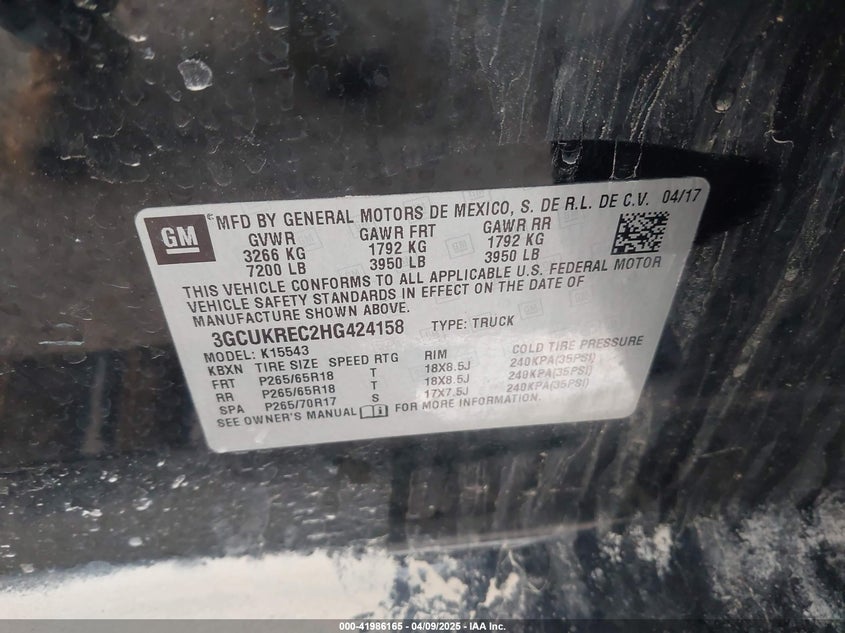 GM
MFD BY GENERAL MOTORS DE MEXICO, S. DE R.L. DE C.V. 04/17
GVWR GAWR FRT GAWR RR
3266 KG 1792 KG 1792 KG
7200 LB 3950 LB 3950 LB
THIS VEHICLE CONFORMS TO ALL APPLICABLE U.S. FEDERAL MOTOR
VEHICLE SAFETY STANDARDS IN EFFECT ON THE DATE OF
MANUFACTURE SHOWN ABOVE.
3GCUKREC2HG424158 TYPE: TRUCK
MODEL: K15543
KBXN TIRE SIZE SPEED RTG RIM COLD TIRE PRESSURE
FRT P265/65R18 T 18X8.5J 240KPA(35PSI)
RR P265/65R18 T 18X8.5J 240KPA(35PSI)
SPA P265/70R17 S 17X7.5J 240KPA(35PSI)
SEE OWNER'S MANUAL FOR MORE INFORMATION.
000-41986165 - 04/09/2025 - IAA Inc.